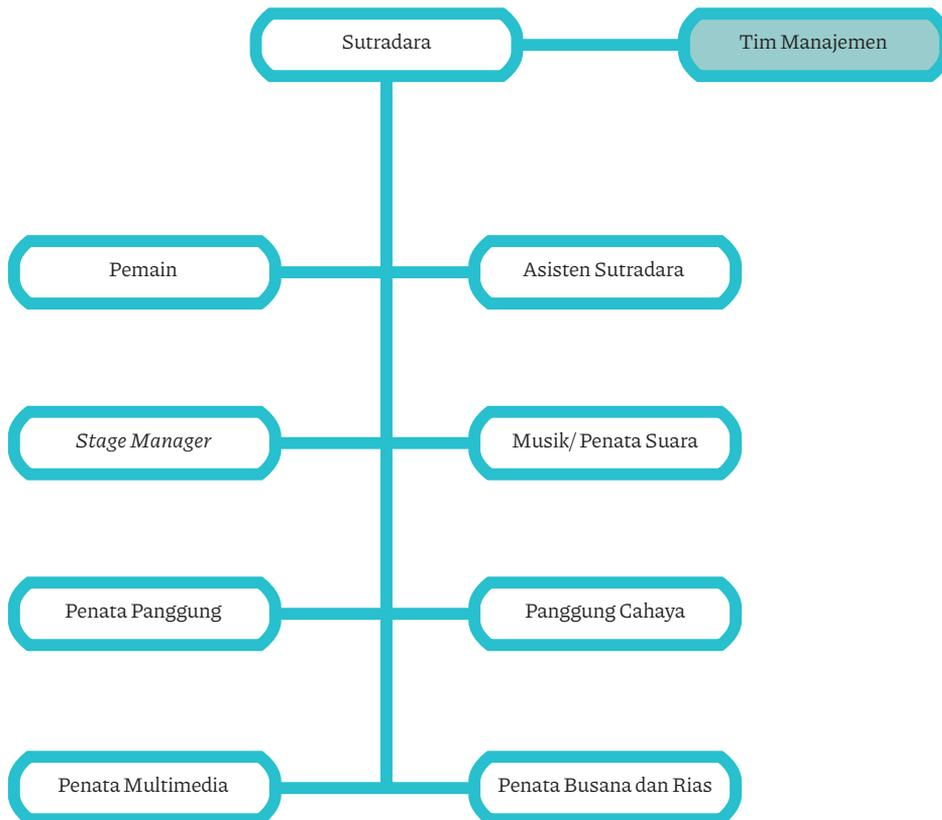 Sutradara
Tim Manajemen
Pemain
Asisten Sutradara
Stage Manager
Musik/ Penata Suara
Penata Panggung
Panggung Cahaya
Penata Multimedia
Penata Busana dan Rias